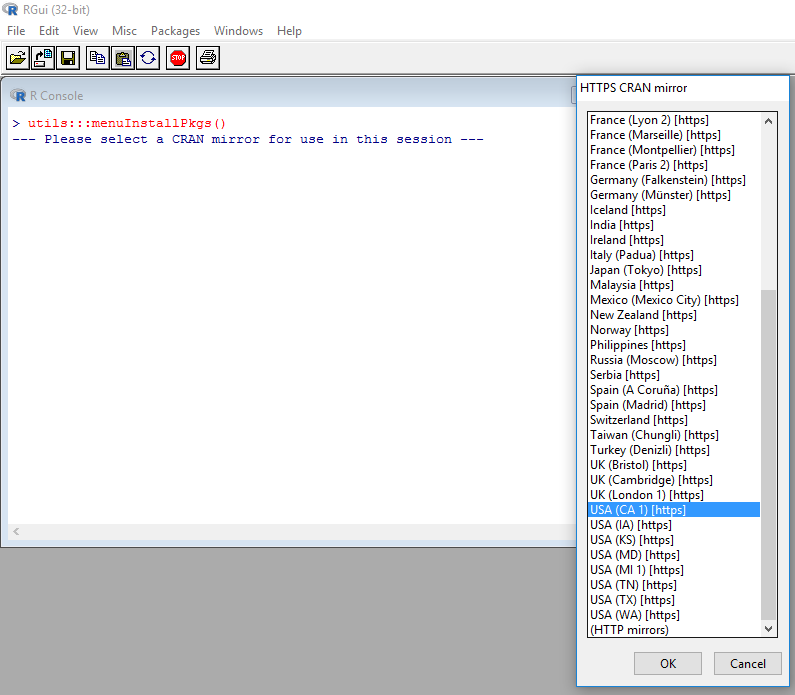 RGui (32-bit)
File Edit View Misc Packages Windows Help
STOP
R Console
> utils:::menuInstallPkgs()
--- Please select a CRAN mirror for use in this session ---
HTTPS CRAN mirror
France (Lyon 2) [https]
France (Marseille) [https]
France (Montpellier) [https]
France (Paris 2) [https]
Germany (Falkenstein) [https]
Germany (Münster) [https]
Iceland [https]
India [https]
Ireland [https]
Italy (Padua) [https]
Japan (Tokyo) [https]
Malaysia [https]
Mexico (Mexico City) [https]
New Zealand [https]
Norway [https]
Philippines [https]
Russia (Moscow) [https]
Serbia [https]
Spain (A Coruña) [https]
Spain (Madrid) [https]
Switzerland [https]
Taiwan (Chungli) [https]
Turkey (Denizli) [https]
UK (Bristol) [https]
UK (Cambridge) [https]
UK (London 1) [https]
USA (CA 1) [https]
USA (IA) [https]
USA (KS) [https]
USA (MD) [https]
USA (MI 1) [https]
USA (TN) [https]
USA (TX) [https]
USA (WA) [https]
(HTTP mirrors)
OK Cancel